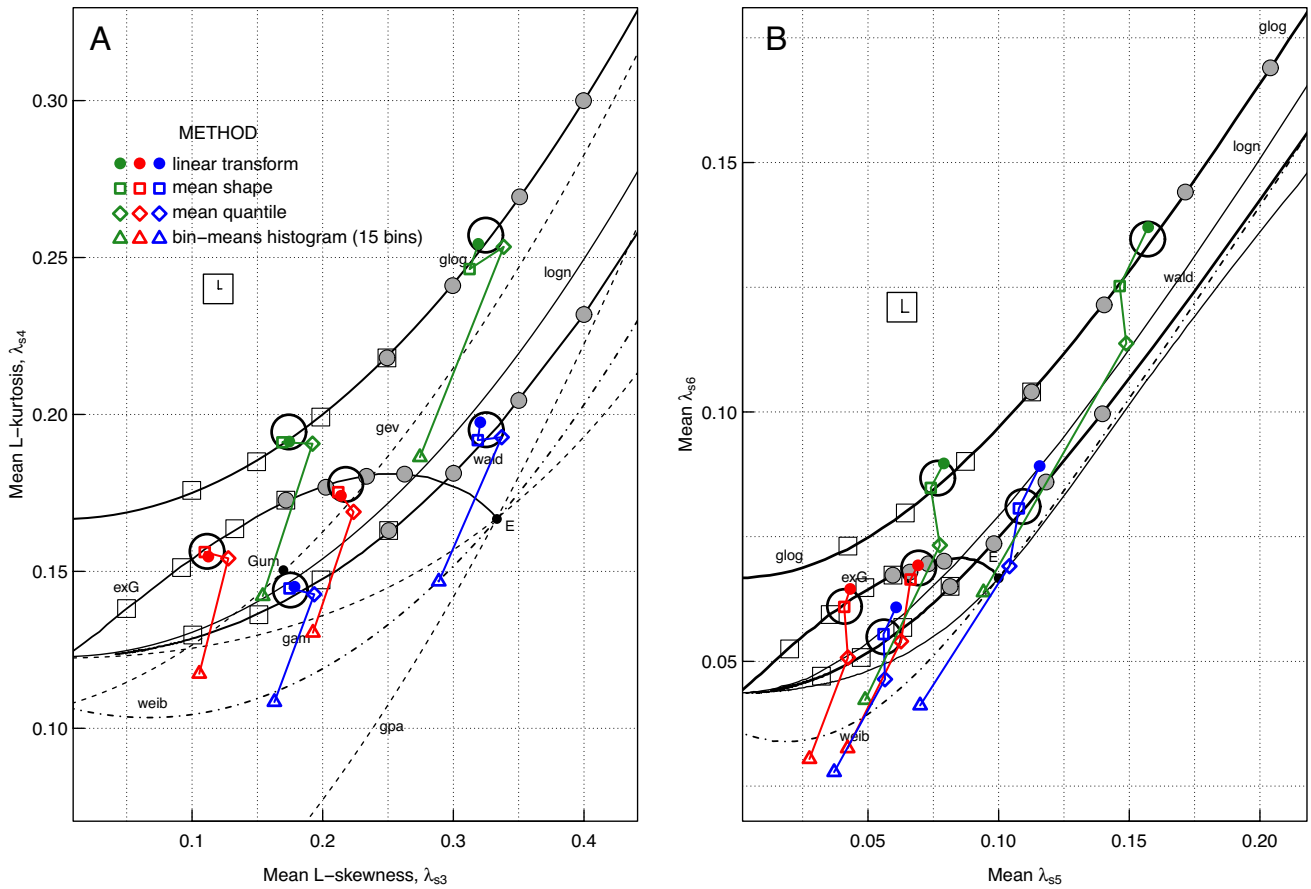 A
METHOD
linear transform
mean shape
mean quantile
bin−means histogram (15 bins)
L
glog
logn
gev
wald
E
Gum
exG
gam
weib
gpa
0.30
0.25
0.20
0.15
0.10
0.1
0.2
0.3
0.4
Mean L−kurtosis, λs4
Mean L−skewness, λs3
B
glog
logn
wald
L
glog
exG
E
weib
0.15
0.10
0.05
0.05
0.10
0.15
0.20
Mean λs6
Mean λs5